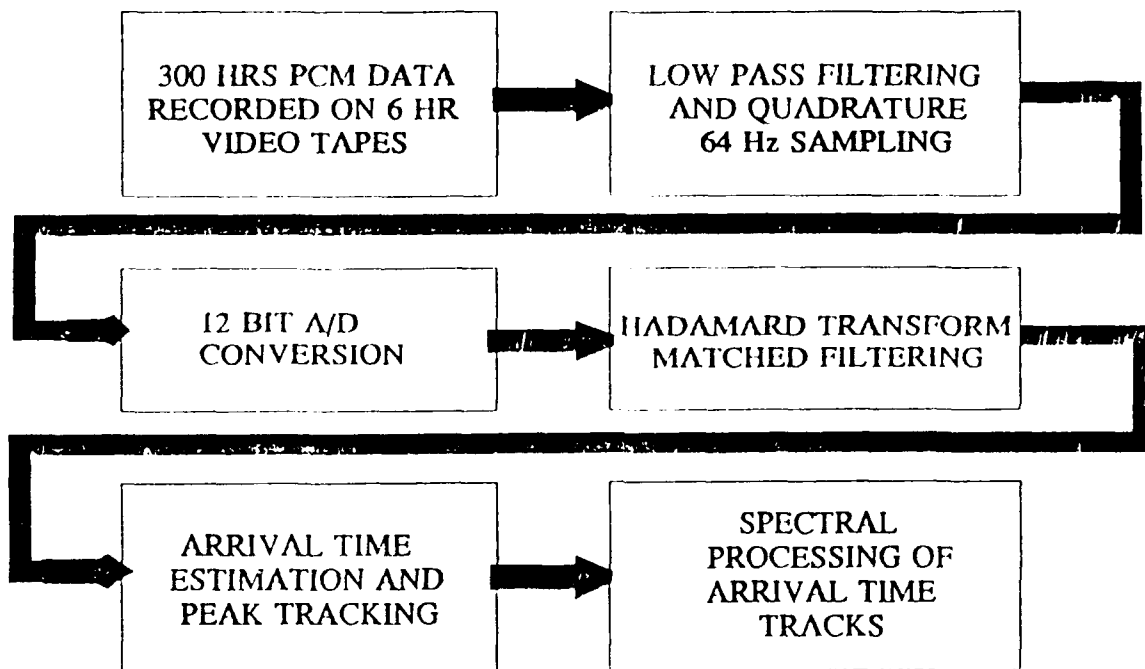 300 HRS PCM DATA
RECORDED ON 6 HR
VIDEO TAPES
LOW PASS FILTERING
AND QUADRATURE
64 Hz SAMPLING
12 BIT A/D
CONVERSION
HADAMARD TRANSFORM
MATCHED FILTERING
ARRIVAL TIME
ESTIMATION AND
PEAK TRACKING
SPECTRAL
PROCESSING OF
ARRIVAL TIME
TRACKS